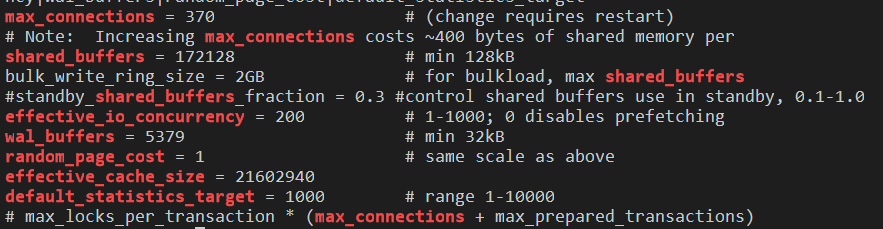 max_connections = 370 # (change requires restart)
# Note: Increasing max_connections costs ~400 bytes of shared memory per
shared_buffers = 172128 # min 128kB
bulk_write_ring_size = 2GB # for bulkload, max shared_buffers
#standby_shared_buffers_fraction = 0.3 #control shared buffers use in standby, 0.1-1.0
effective_io_concurrency = 200 # 1-1000; 0 disables prefetching
wal_buffers = 5379 # min 32kB
random_page_cost = 1 # same scale as above
effective_cache_size = 21602940
default_statistics_target = 1000 # range 1-10000
# max_locks_per_transaction * (max_connections + max_prepared_transactions)